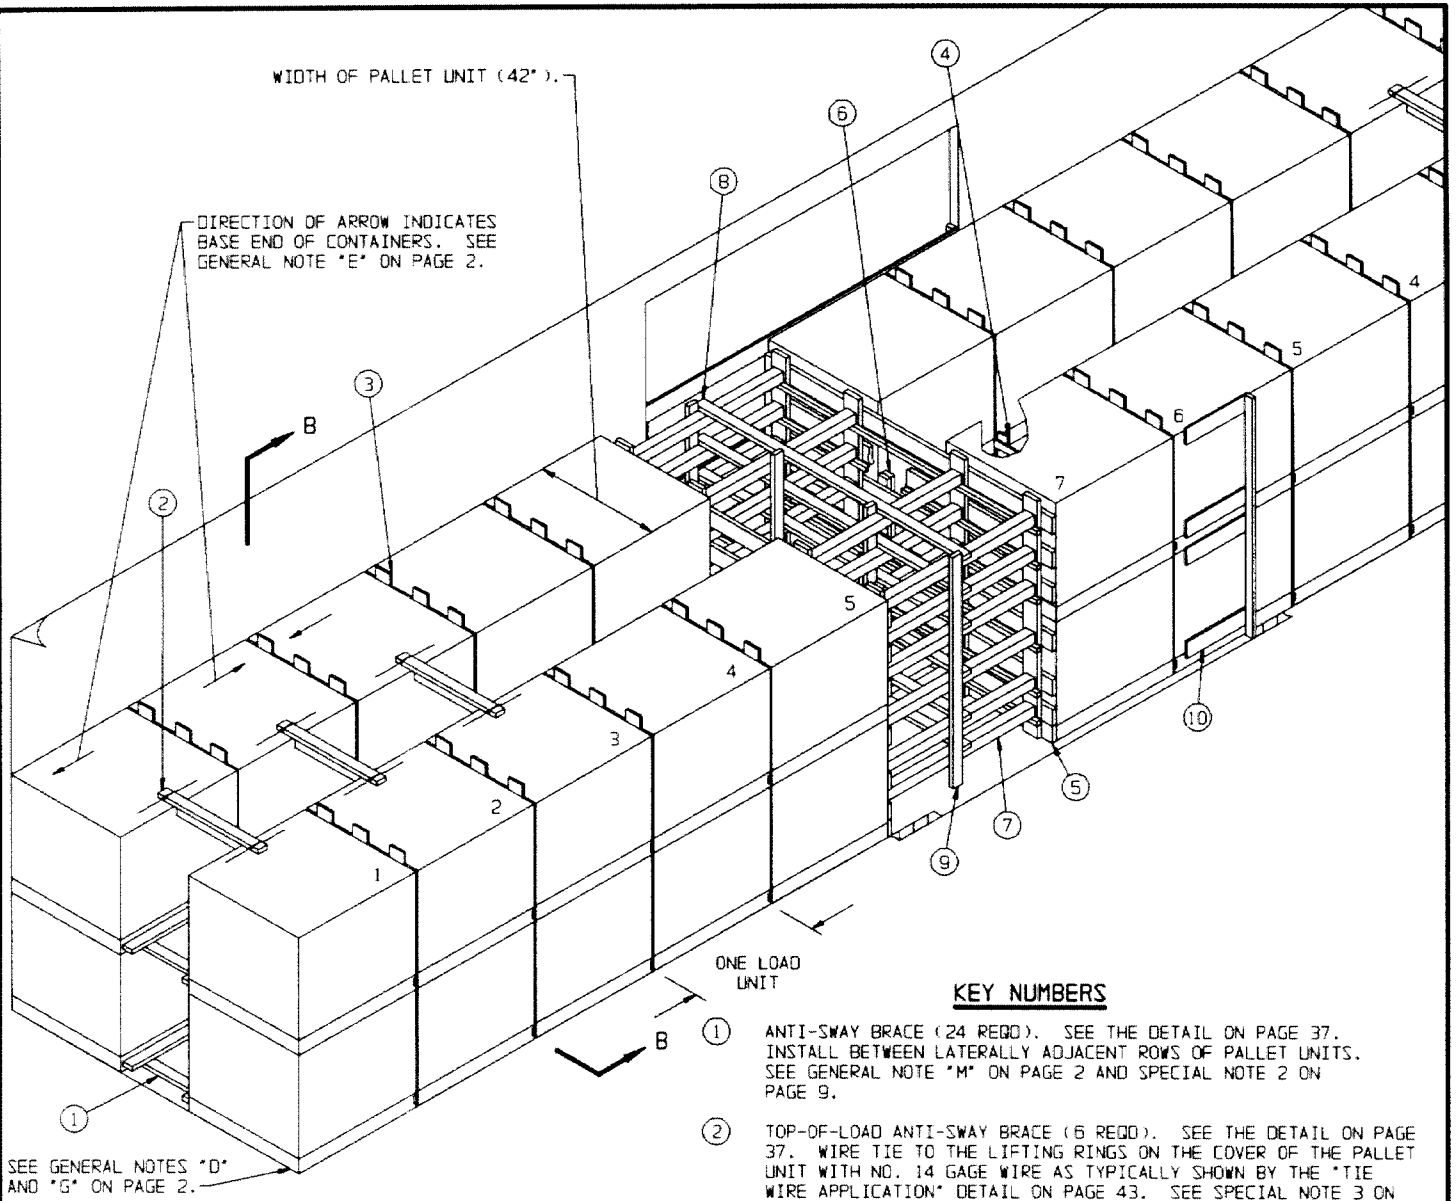 WIDTH OF PALLET UNIT (42").
DIRECTION OF ARROW INDICATES
BASE END OF CONTAINERS. SEE
GENERAL NOTE "E" ON PAGE 2.
4
6
8
3
B
2
4
5
6
7
5
4
3
2
1
10
5
7
9
ONE LOAD
UNIT
B
1
SEE GENERAL NOTES "D"
AND "G" ON PAGE 2.
KEY NUMBERS
1 ANTI-SWAY BRACE (24 REQD). SEE THE DETAIL ON PAGE 37.
INSTALL BETWEEN LATERALLY ADJACENT ROWS OF PALLET UNITS.
SEE GENERAL NOTE "M" ON PAGE 2 AND SPECIAL NOTE 2 ON
PAGE 9.
2 TOP-OF-LOAD ANTI-SWAY BRACE (6 REQD). SEE THE DETAIL ON PAGE
37. WIRE TIE TO THE LIFTING RINGS ON THE COVER OF THE PALLET
UNIT WITH NO. 14 GAGE WIRE AS TYPICALLY SHOWN BY THE "TIE
WIRE APPLICATION" DETAIL ON PAGE 43. SEE SPECIAL NOTE 3 ON